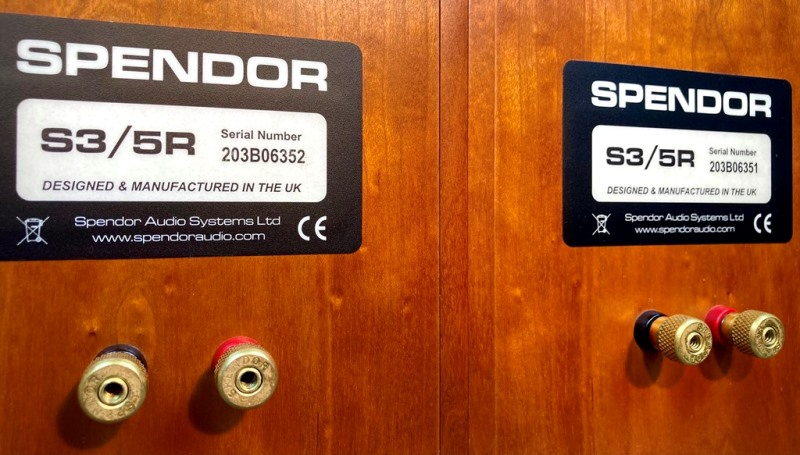 SPENDOR
S3/5R
Serial Number
203B06352
DESIGNED & MANUFACTURED IN THE UK
Spendor Audio Systems Ltd
www.spendoraudio.com
CE
SPENDOR
S3/5R
Serial Number
203B06351
DESIGNED & MANUFACTURED IN THE UK
Spendor Audio Systems Ltd
www.spendoraudio.com
CE
SPENDOR